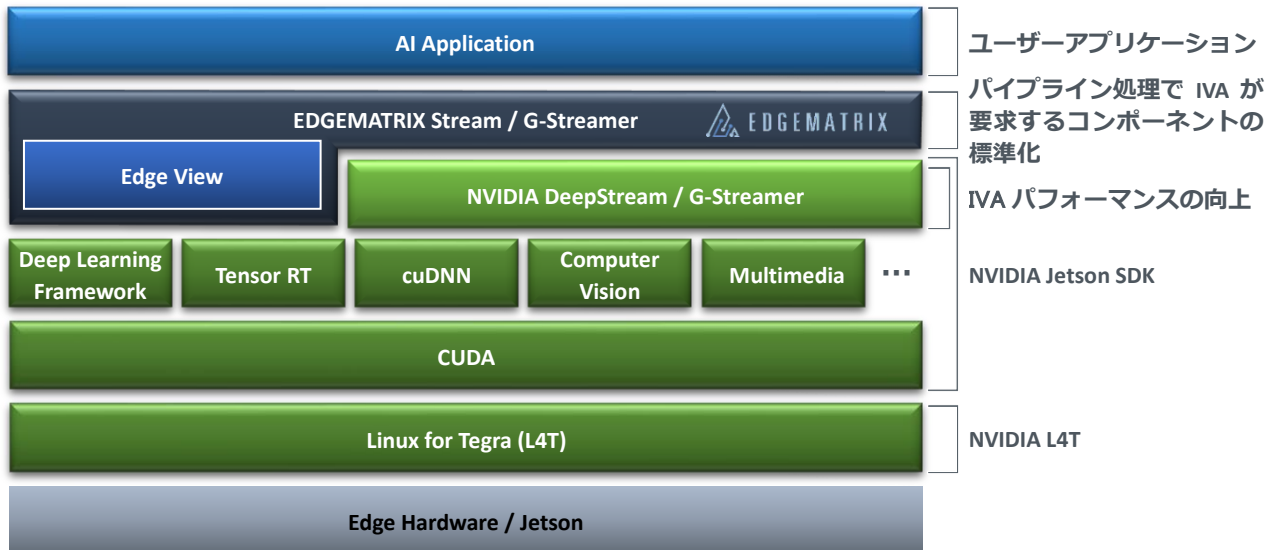 AI Application
ユーザーアプリケーション
EDGEMATRIX Stream / G-Streamer
EDGEMATRIX
パイプライン処理で IVA が
要求するコンポーネントの
標準化
Edge View
NVIDIA DeepStream / G-Streamer
IVA パフォーマンスの向上
Deep Learning
Framework
Tensor RT
cuDNN
Computer
Vision
Multimedia
...
NVIDIA Jetson SDK
CUDA
Linux for Tegra (L4T)
NVIDIA L4T
Edge Hardware / Jetson